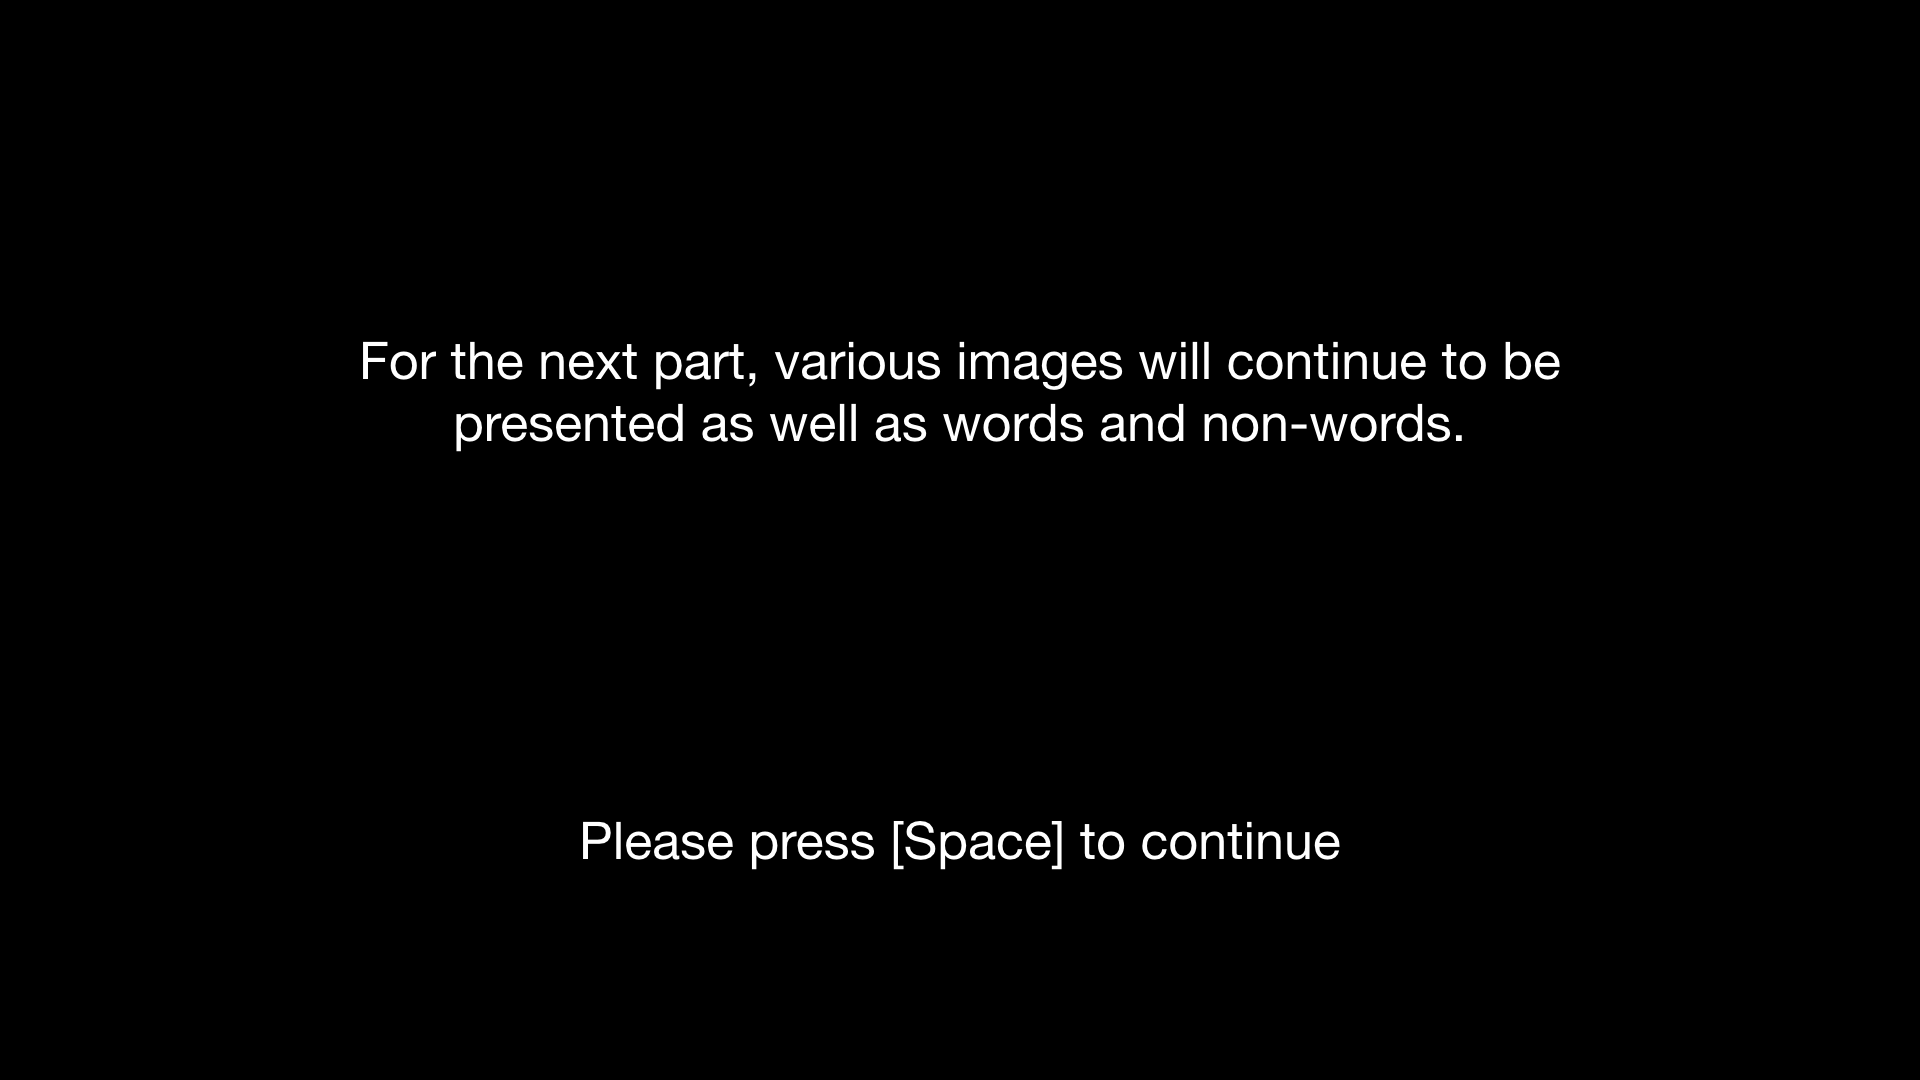 For the next part, various images will continue to be
presented as well as words and non-words.
Please press [Space] to continue